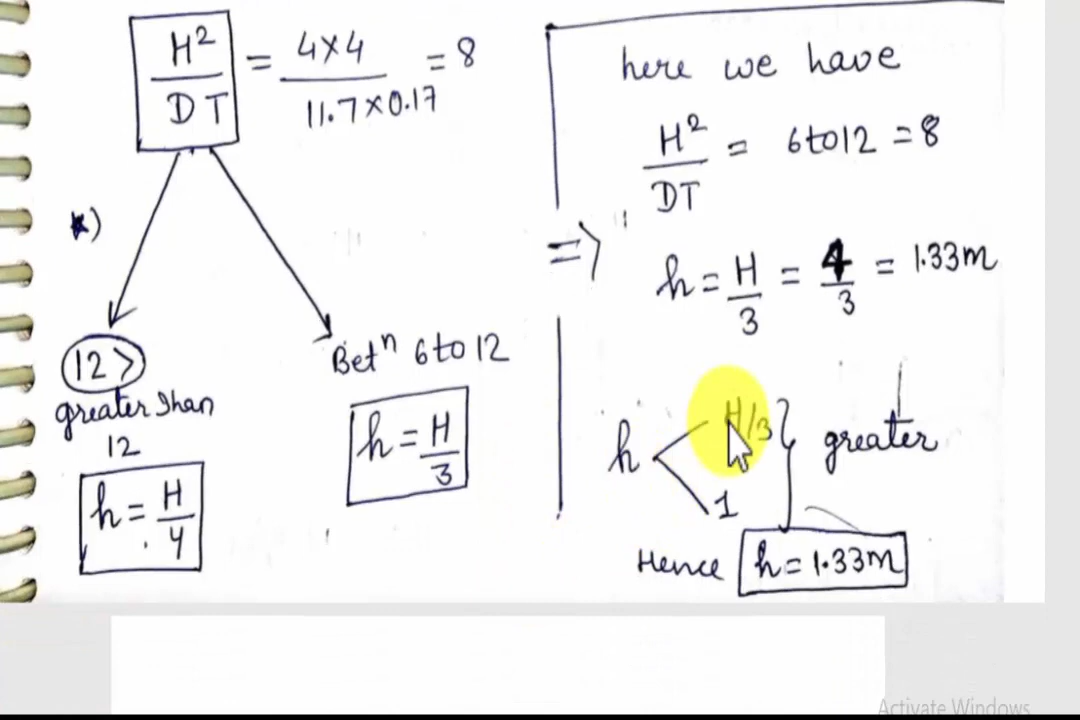 H²/DT = 4×4/11.7×0.17 = 8
*)
12>
greater than
12
h = H/4
Betⁿ 6 to 12
h = H/3
here we have
H²/DT = 6 to 12 = 8
=>
h = H/3 = 4/3 = 1.33m
h < H/3 } greater
1
Hence h = 1.33m
Activate Windows